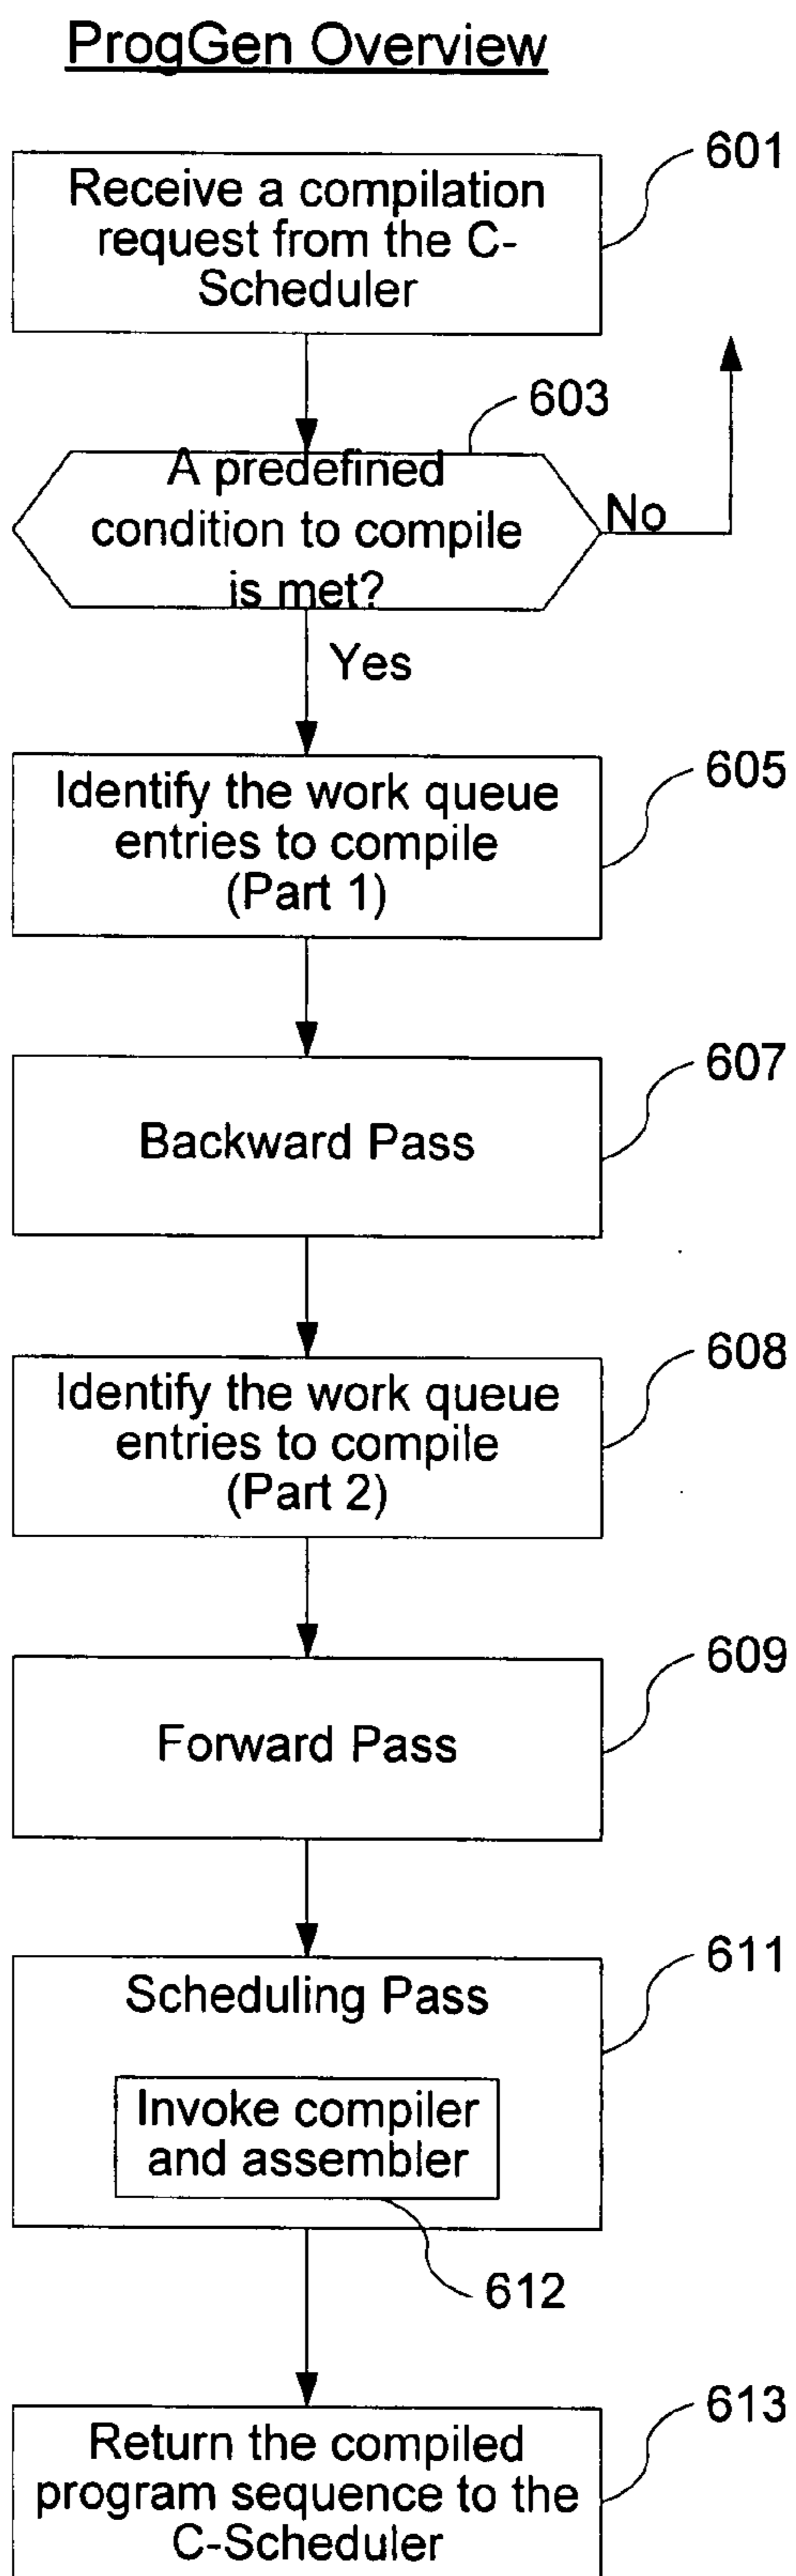 ProgGen Overview
601
Receive a compilation
request from the C-
Scheduler
603
A predefined
condition to compile
is met?
No
Yes
605
Identify the work queue
entries to compile
(Part 1)
607
Backward Pass
608
Identify the work queue
entries to compile
(Part 2)
609
Forward Pass
611
Scheduling Pass
Invoke compiler
and assembler
612
613
Return the compiled
program sequence to the
C-Scheduler